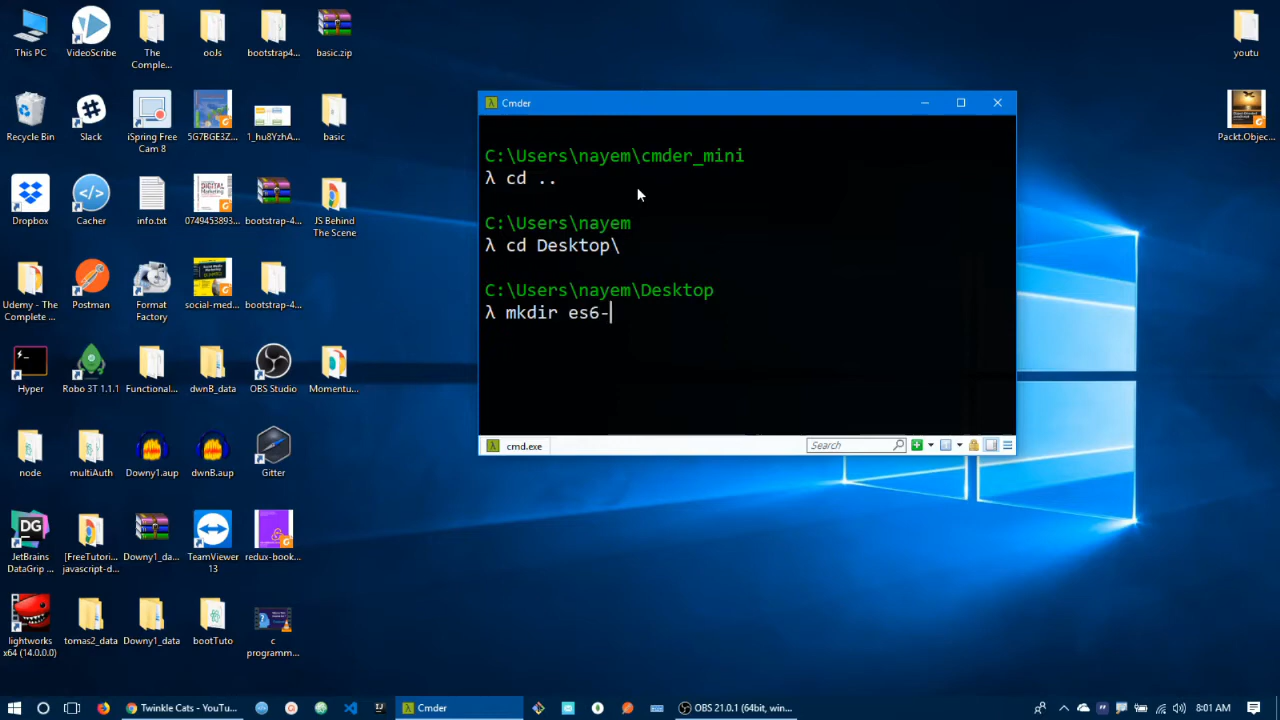 This PC
VideoScribe
The
Comple...
ooJs
bootstrap4...
basic.zip
youtu
Recycle Bin
Slack
iSpring Free
Cam 8
5G7BGE3Z...
1_hu8YzhA...
basic
Packt.Objec...
Dropbox
Cacher
info.txt
0749453893...
bootstrap-4...
JS Behind
The Scene
Udemy - The
Complete ...
Postman
Format
Factory
social-med...
bootstrap-4...
Hyper
Robo 3T 1.1.1
Functional...
dwnB_data
OBS Studio
Momentu...
node
multiAuth
Downy1.aup
dwnB.aup
Gitter
JetBrains
DataGrip ...
[FreeTutori...
javascript-d...
Downy1_da...
TeamViewer
13
redux-book...
lightworks
x64 (14.0.0.0)
tomas2_data
Downy1_data
bootTuto
c
programm...
Cmder
C:\Users\nayem\cmder_mini
λ cd ..
C:\Users\nayem
λ cd Desktop\
C:\Users\nayem\Desktop
λ mkdir es6-
cmd.exe
Search
Twinkle Cats - YouTu...
Cmder
OBS 21.0.1 (64bit, win...
8:01 AM